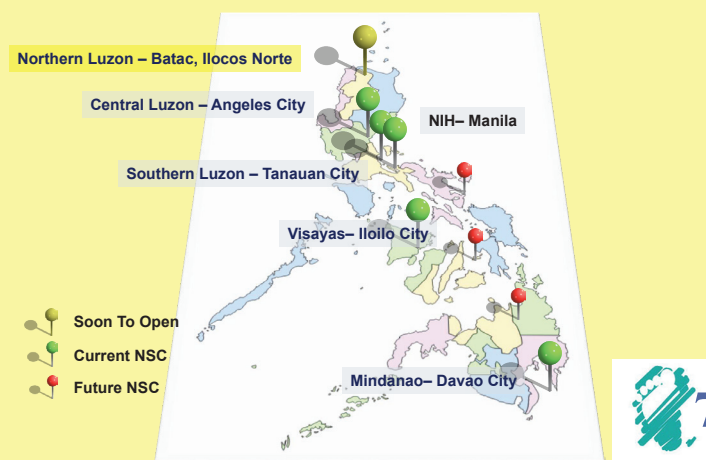 Northern Luzon – Batac, Ilocos Norte
Central Luzon – Angeles City
NIH– Manila
Southern Luzon – Tanauan City
Visayas– Iloilo City
Soon To Open
Current NSC
Future NSC
Mindanao– Davao City